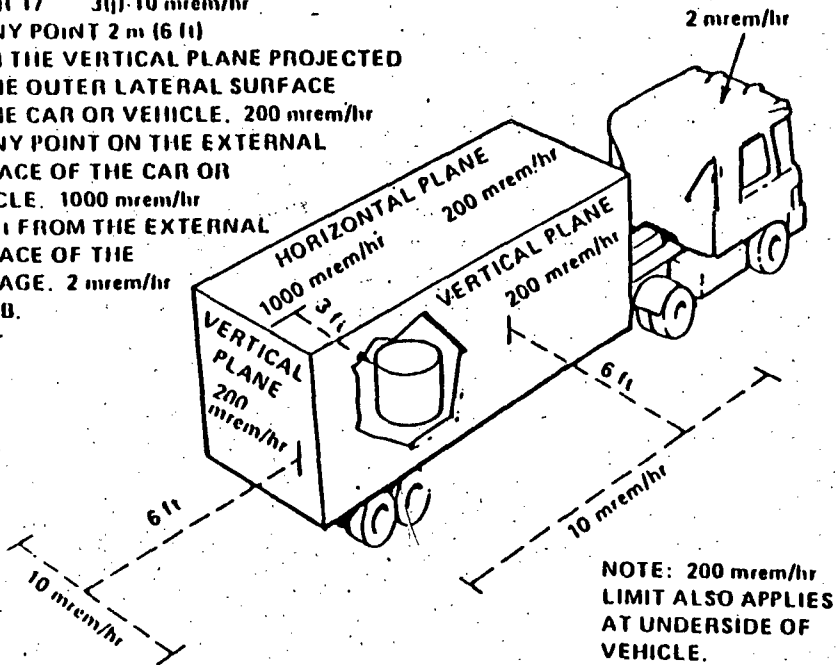 17 3(j)-10 mrem/hr
NY POINT 2 m (6 ft)
THE VERTICAL PLANE PROJECTED
HE OUTER LATERAL SURFACE
HE CAR OR VEHICLE. 200 mrem/hr
NY POINT ON THE EXTERNAL
ACE OF THE CAR OR
CLE. 1000 mrem/hr
FROM THE EXTERNAL
ACE OF THE
AGE. 2 mrem/hr
B.
2 mrem/hr
HORIZONTAL PLANE
1000 mrem/hr 200 mrem/hr
3 ft
VERTICAL PLANE
200 mrem/hr
VERTICAL
PLANE
200
mrem/hr
6 ft
10 mrem/hr
6 ft
10 mrem/hr
NOTE: 200 mrem/hr
LIMIT ALSO APPLIES
AT UNDERSIDE OF
VEHICLE.